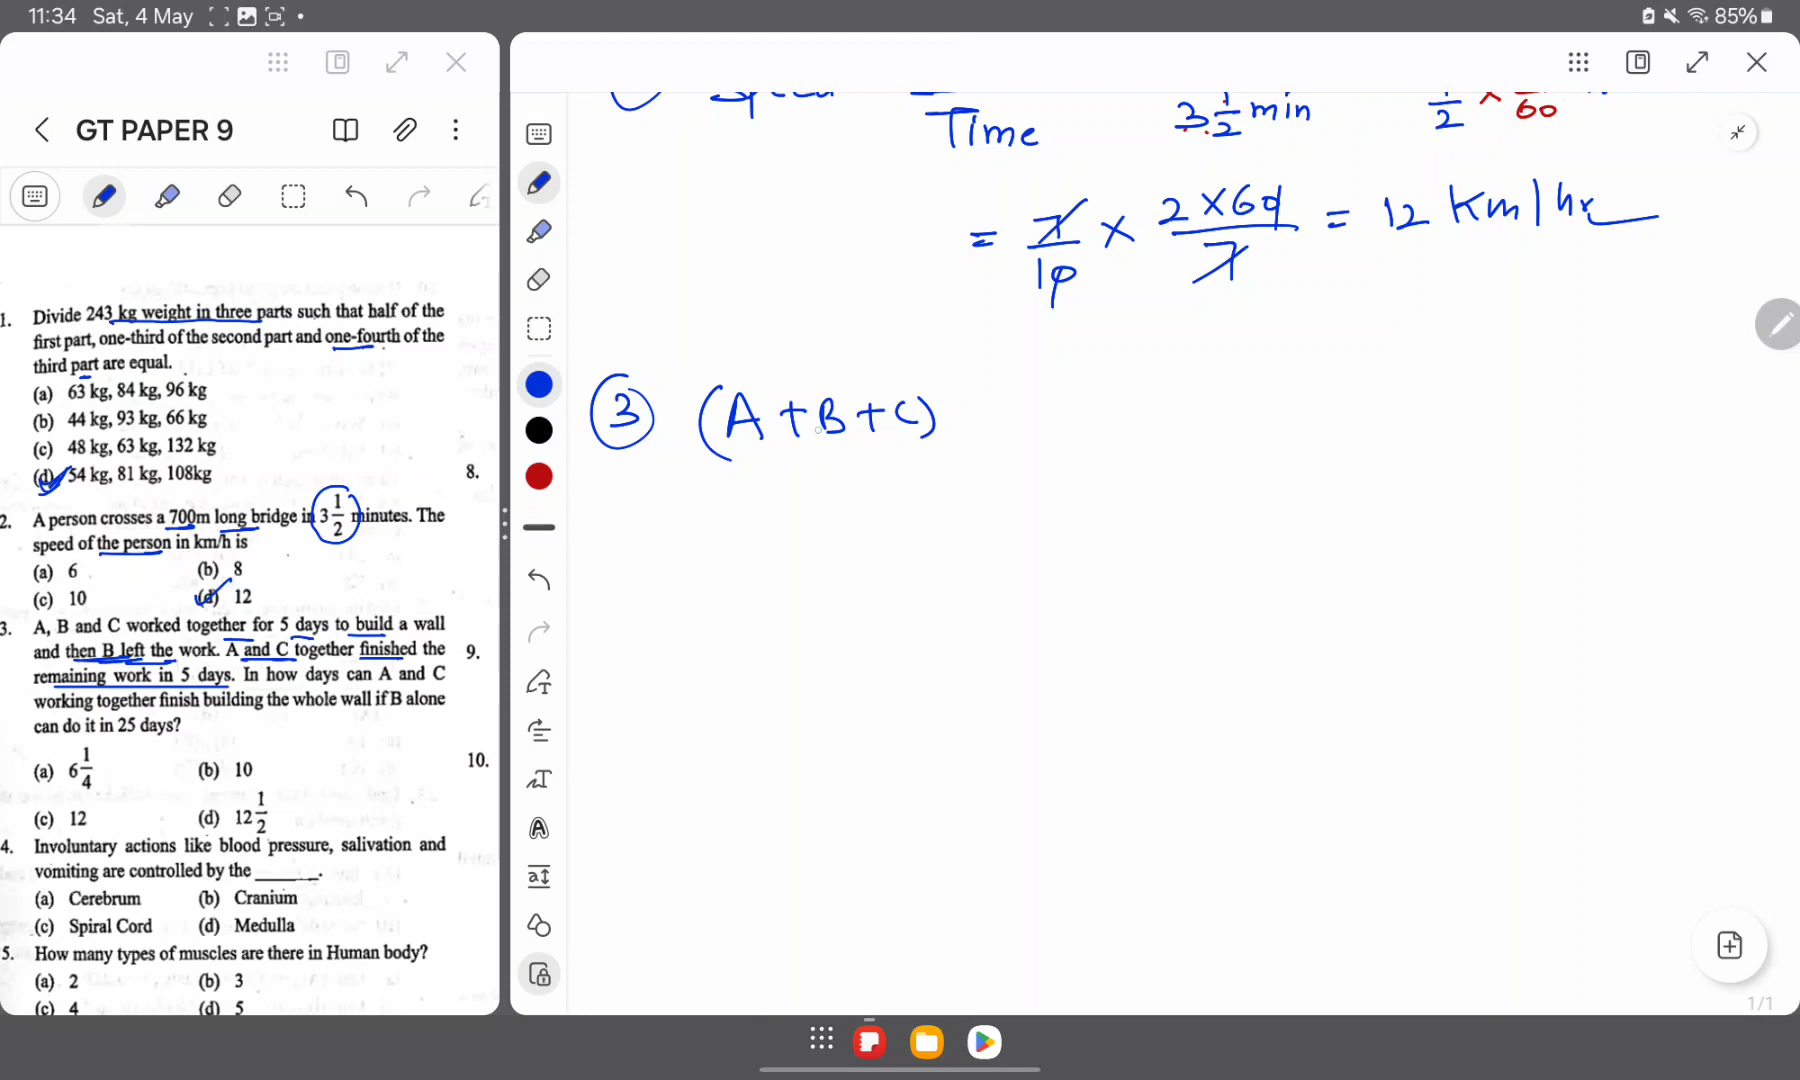 11:34 Sat, 4 May
85%
GT PAPER 9
1. Divide 243 kg weight in three parts such that half of the
first part, one-third of the second part and one-fourth of the
third part are equal.
(a) 63 kg, 84 kg, 96 kg
(b) 44 kg, 93 kg, 66 kg
(c) 48 kg, 63 kg, 132 kg
(d) 54 kg, 81 kg, 108kg
8.
2. A person crosses a 700m long bridge in 3 1/2 minutes. The
speed of the person in km/h is
(a) 6 (b) 8
(c) 10 (d) 12
3. A, B and C worked together for 5 days to build a wall
and then B left the work. A and C together finished the
9.
remaining work in 5 days. In how days can A and C
working together finish building the whole wall if B alone
can do it in 25 days?
(a) 6 1/4 (b) 10
10.
(c) 12 (d) 12 1/2
4. Involuntary actions like blood pressure, salivation and
vomiting are controlled by the ______.
(a) Cerebrum (b) Cranium
(c) Spiral Cord (d) Medulla
5. How many types of muscles are there in Human body?
(a) 2 (b) 3
(c) 4 (d) 5
Speed
Time 3 1/2 min 1/2 × 60
= 7/10 × 2×60/7 = 12 Km/hr
3 (A+B+C)
1/1